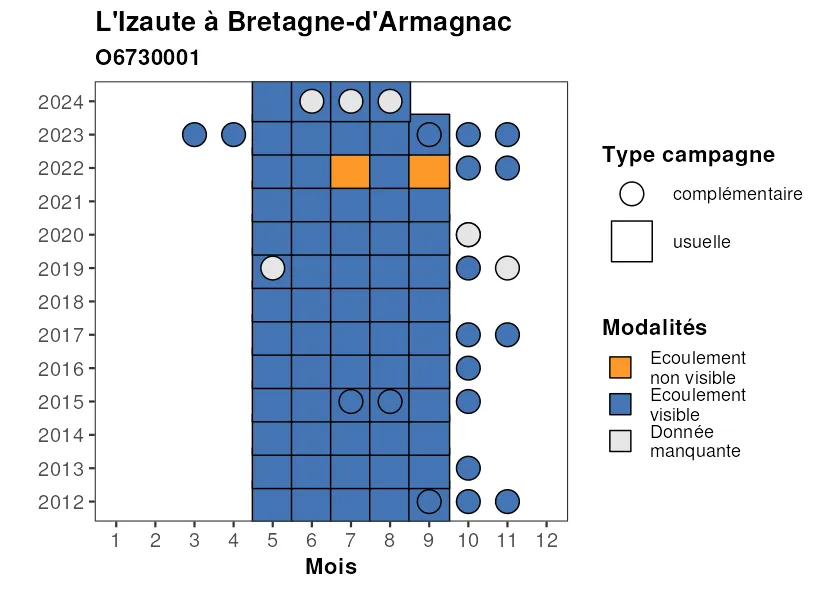 L'Izaute à Bretagne-d'Armagnac
O6730001
2024
2023
2022
2021
2020
2019
2018
2017
2016
2015
2014
2013
2012
1 2 3 4 5 6 7 8 9 10 11 12
Mois
Type campagne
complémentaire
usuelle
Modalités
Ecoulement
non visible
Ecoulement
visible
Donnée
manquante